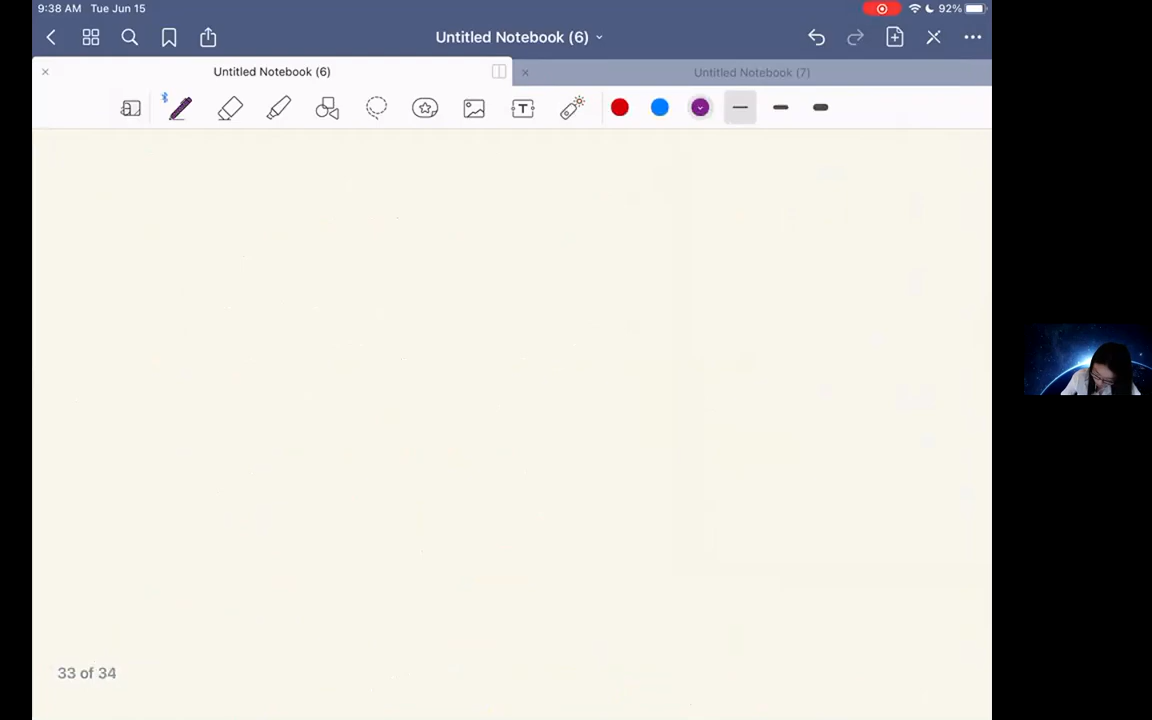 9:38 AM Tue Jun 15
92%
Untitled Notebook (6)
Untitled Notebook (6)
Untitled Notebook (7)
T
33 of 34